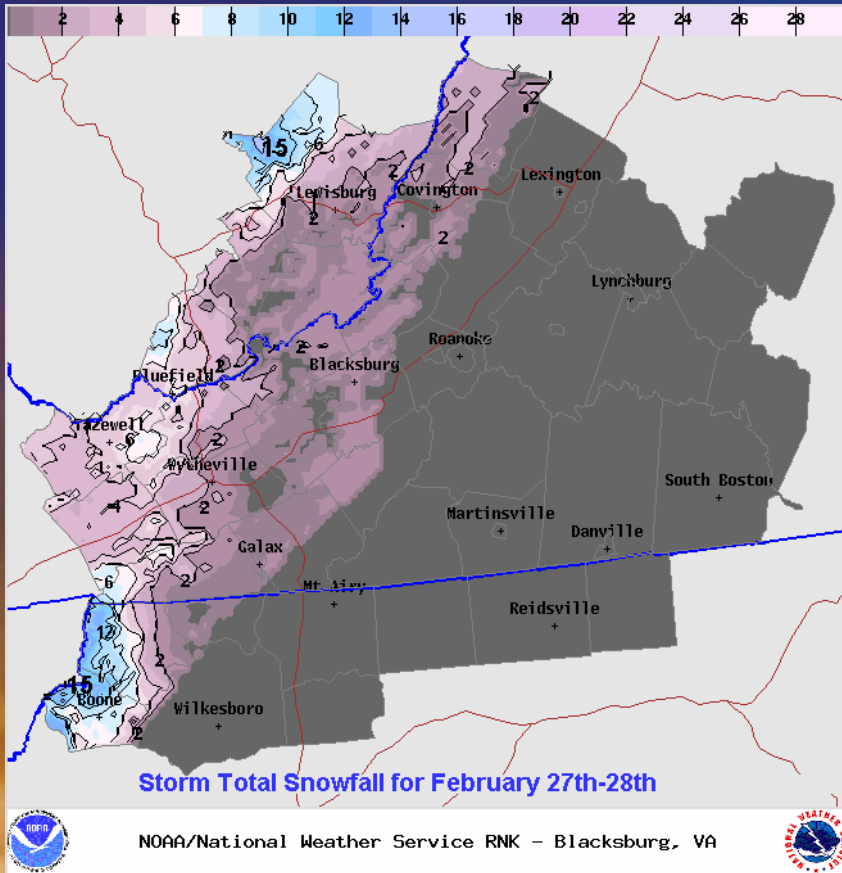 2 4 6 8 10 12 14 16 18 20 22 24 26 28
15 6
2
Lexington
2 2
Lewisburg Covington
2
2
Lynchburg
Roanoke
2
Blacksburg
2
Bluefield
Tazewell
6
2
Wytheville
South Boston
4 2
Martinsville
Danville
Galax
6 2
Mt Airy
Reidsville
12
2
15
Boone
Wilkesboro
2
Storm Total Snowfall for February 27th-28th
NOAA
NOAA/National Weather Service RNK - Blacksburg, VA